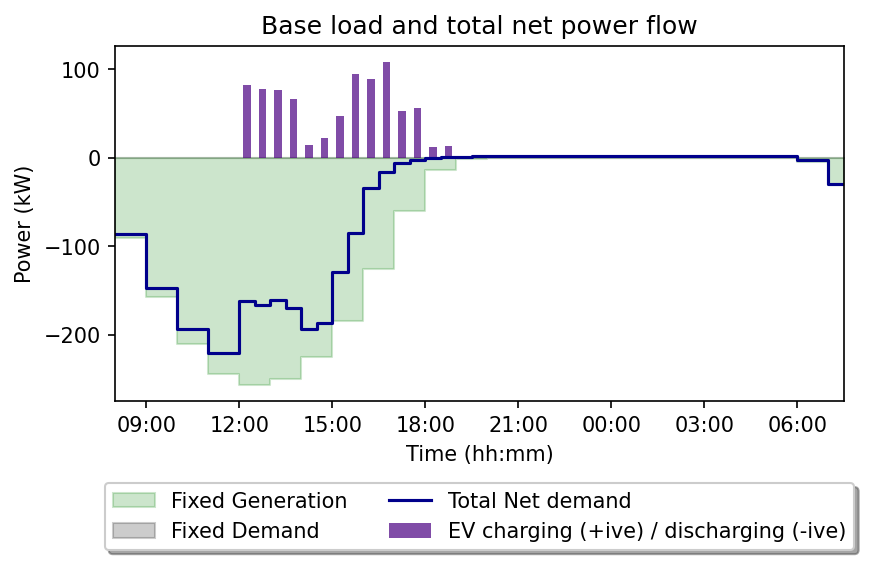 Base load and total net power flow
Power (kW)
100
0
−100
−200
09:00 12:00 15:00 18:00 21:00 00:00 03:00 06:00
Time (hh:mm)
Fixed Generation
Fixed Demand
Total Net demand
EV charging (+ive) / discharging (-ive)